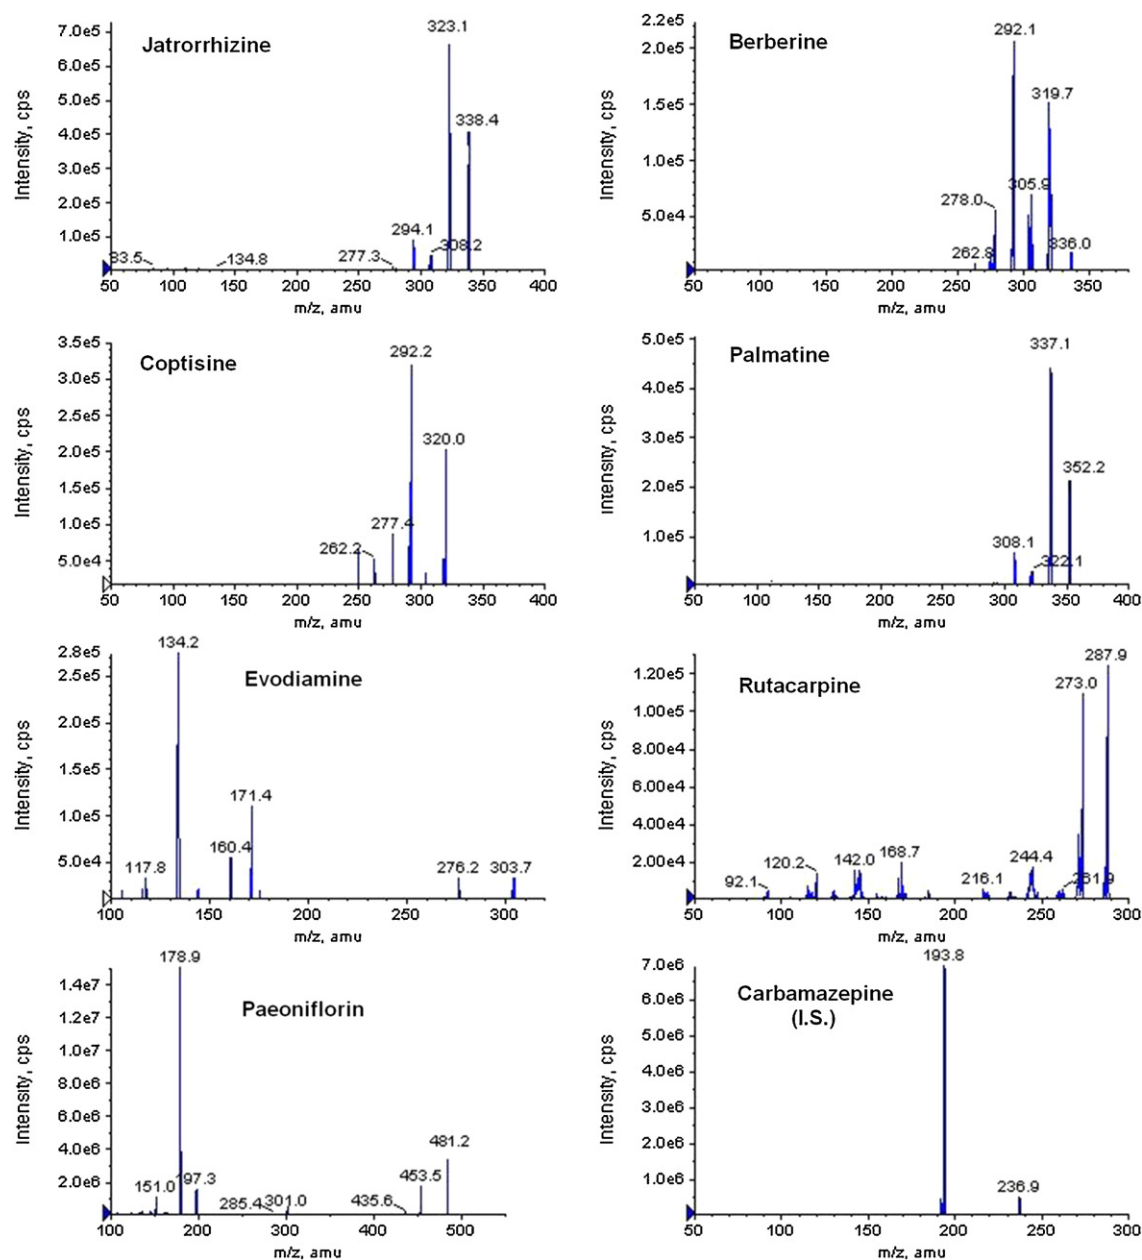 Jatrorrhizine
Intensity, cps
7.0e5
6.0e5
5.0e5
4.0e5
3.0e5
2.0e5
1.0e5
323.1
338.4
294.1
308.2
277.3
134.8
83.5
50 100 150 200 250 300 350 400
m/z, amu
Berberine
Intensity, cps
2.2e5
2.0e5
1.5e5
1.0e5
5.0e4
292.1
319.7
305.9
278.0
262.8
336.0
50 100 150 200 250 300 350
m/z, amu
Coptisine
Intensity, cps
3.5e5
3.0e5
2.5e5
2.0e5
1.5e5
1.0e5
5.0e4
292.2
320.0
277.4
262.2
50 100 150 200 250 300 350 400
m/z, amu
Palmatine
Intensity, cps
5.0e5
4.0e5
3.0e5
2.0e5
1.0e5
337.1
352.2
308.1
322.1
50 100 150 200 250 300 350 400
m/z, amu
Evodiamine
Intensity, cps
2.8e5
2.5e5
2.0e5
1.5e5
1.0e5
5.0e4
134.2
171.4
160.4
117.8
276.2
303.7
100 150 200 250 300
m/z, amu
Rutacarpine
Intensity, cps
1.20e5
1.00e5
8.00e4
6.00e4
4.00e4
2.00e4
287.9
273.0
168.7
142.0
120.2
92.1
244.4
216.1
261.9
50 100 150 200 250 300
m/z, amu
Paeoniflorin
Intensity, cps
1.4e7
1.2e7
1.0e7
8.0e6
6.0e6
4.0e6
2.0e6
178.9
481.2
453.5
197.3
151.0
285.4
301.0
435.6
100 200 300 400 500
m/z, amu
Carbamazepine
(I.S.)
Intensity, cps
7.0e6
6.0e6
5.0e6
4.0e6
3.0e6
2.0e6
1.0e6
193.8
236.9
50 100 150 200 250 300
m/z, amu